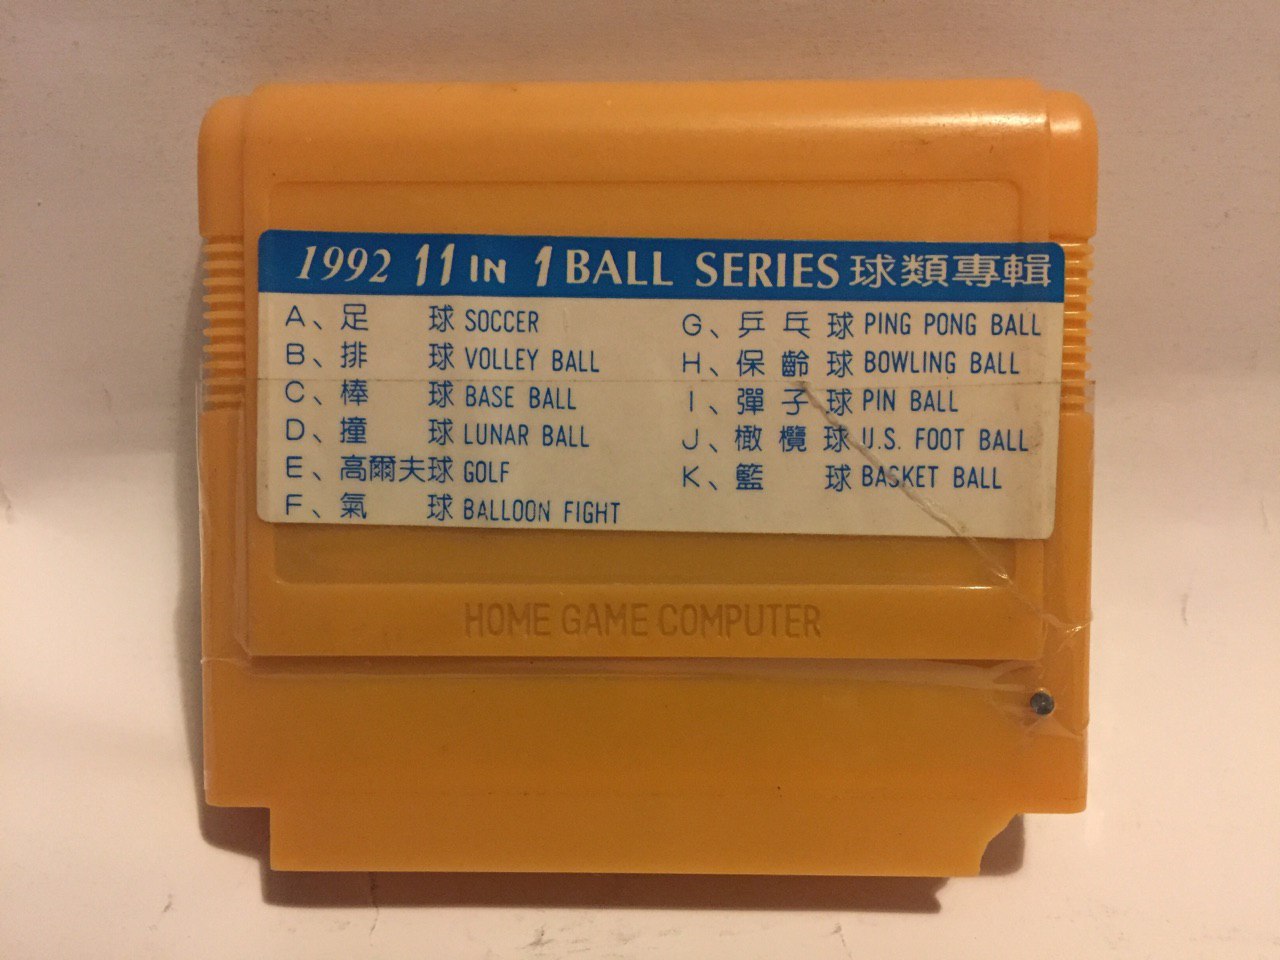 1992 11 IN 1 BALL SERIES 球類專輯
A、足球 SOCCER
B、排球 VOLLEY BALL
C、棒球 BASE BALL
D、撞球 LUNAR BALL
E、高爾夫球 GOLF
F、氣球 BALLOON FIGHT
G、乒乓球 PING PONG BALL
H、保齡球 BOWLING BALL
I、彈子球 PIN BALL
J、橄欖球 U.S. FOOT BALL
K、籃球 BASKET BALL
HOME GAME COMPUTER